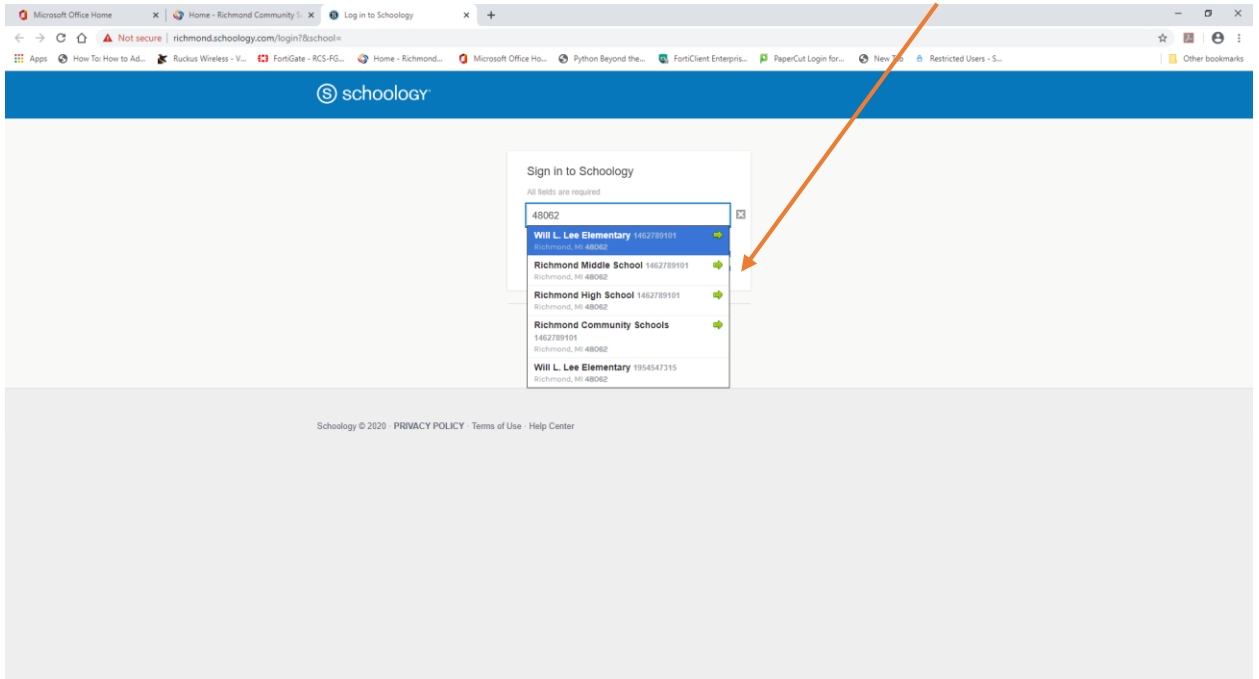 Microsoft Office Home
Home - Richmond Community S
Log in to Schoology
Not secure | richmond.schoology.com/login?&school=
Apps
How To: How to Ad...
Ruckus Wireless - V...
FortiGate - RCS-FG...
Home - Richmond...
Microsoft Office Ho...
Python Beyond the...
FortiClient Enterpris...
PaperCut Login for...
New Tab
Restricted Users - S...
Other bookmarks
schoology
Sign in to Schoology
All fields are required
48062
Will L. Lee Elementary 1462789101
Richmond, MI 48062
Richmond Middle School 1462789101
Richmond, MI 48062
Richmond High School 1462789101
Richmond, MI 48062
Richmond Community Schools
1462789101
Richmond, MI 48062
Will L. Lee Elementary 1954547315
Richmond, MI 48062
Schoology © 2020 · PRIVACY POLICY · Terms of Use · Help Center